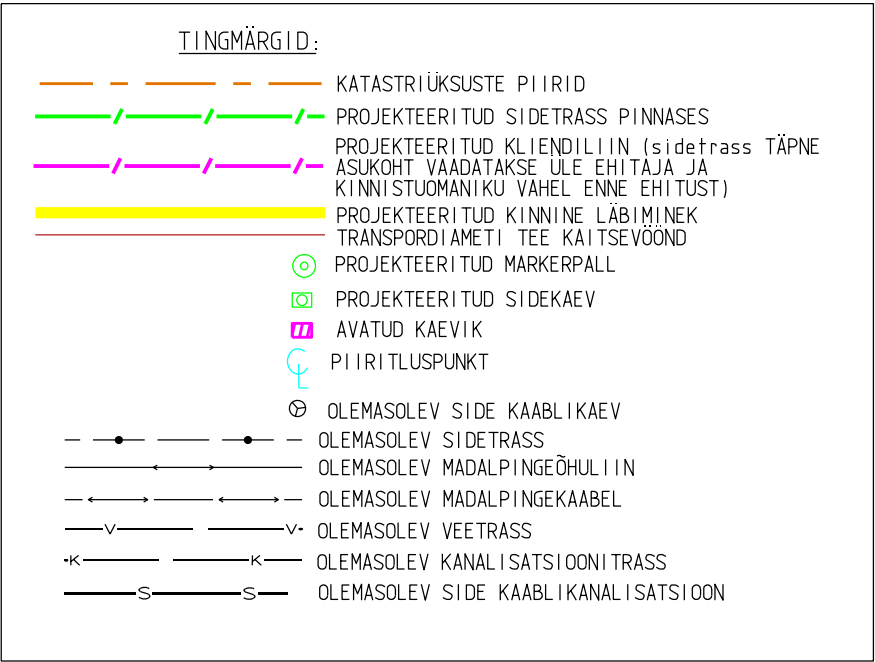 TINGMÄRGID:
KATASTRIÜKSUSTE PIIRID
PROJEKTEERITUD SIDETRASS PINNASES
PROJEKTEERITUD KLIENDILIIN (sidetrass TÄPNE
ASUKOHT VAADATAKSE ÜLE EHITAJA JA
KINNISTUOMANIKU VAHEL ENNE EHITUST)
PROJEKTEERITUD KINNINE LÄBIMINEK
TRANSPORDIAMETI TEE KAITSEVÖÖND
PROJEKTEERITUD MARKERPALL
PROJEKTEERITUD SIDEKAEV
AVATUD KAEVIK
PIIRITLUSPUNKT
OLEMASOLEV SIDE KAABLIKAEV
OLEMASOLEV SIDETRASS
OLEMASOLEV MADALPINGEÕHULIIN
OLEMASOLEV MADALPINGEKAABEL
V V OLEMASOLEV VEETRASS
K K OLEMASOLEV KANALISATSIOONITRASS
S S OLEMASOLEV SIDE KAABLIKANALISATSIOON